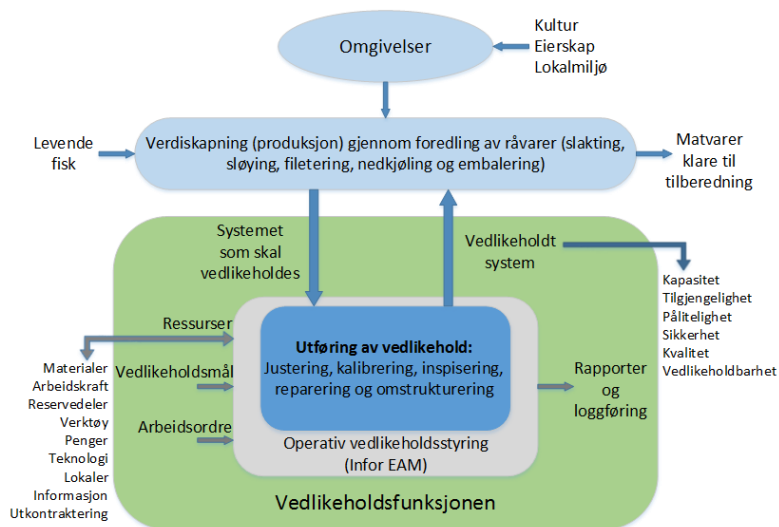 Omgivelser
Kultur
Eierskap
Lokalmiljø
Levende
fisk
Verdiskapning (produksjon) gjennom foredling av råvarer (slakting,
sløying, filetering, nedkjøling og embalering)
Matvarer
klare til
tilberedning
Systemet
som skal
vedlikeholdes
Vedlikeholdt
system
Kapasitet
Tilgjengelighet
Pålitelighet
Sikkerhet
Kvalitet
Vedlikeholdbarhet
Ressurser
Materialer
Arbeidskraft
Reservedeler
Verktøy
Penger
Teknologi
Lokaler
Informasjon
Utkontraktering
Vedlikeholdsmål
Arbeidsordre
Utføring av vedlikehold:
Justering, kalibrering, inspisering,
reparering og omstrukturering
Operativ vedlikeholdsstyring
(Infor EAM)
Rapporter
og
loggføring
Vedlikeholdsfunksjonen